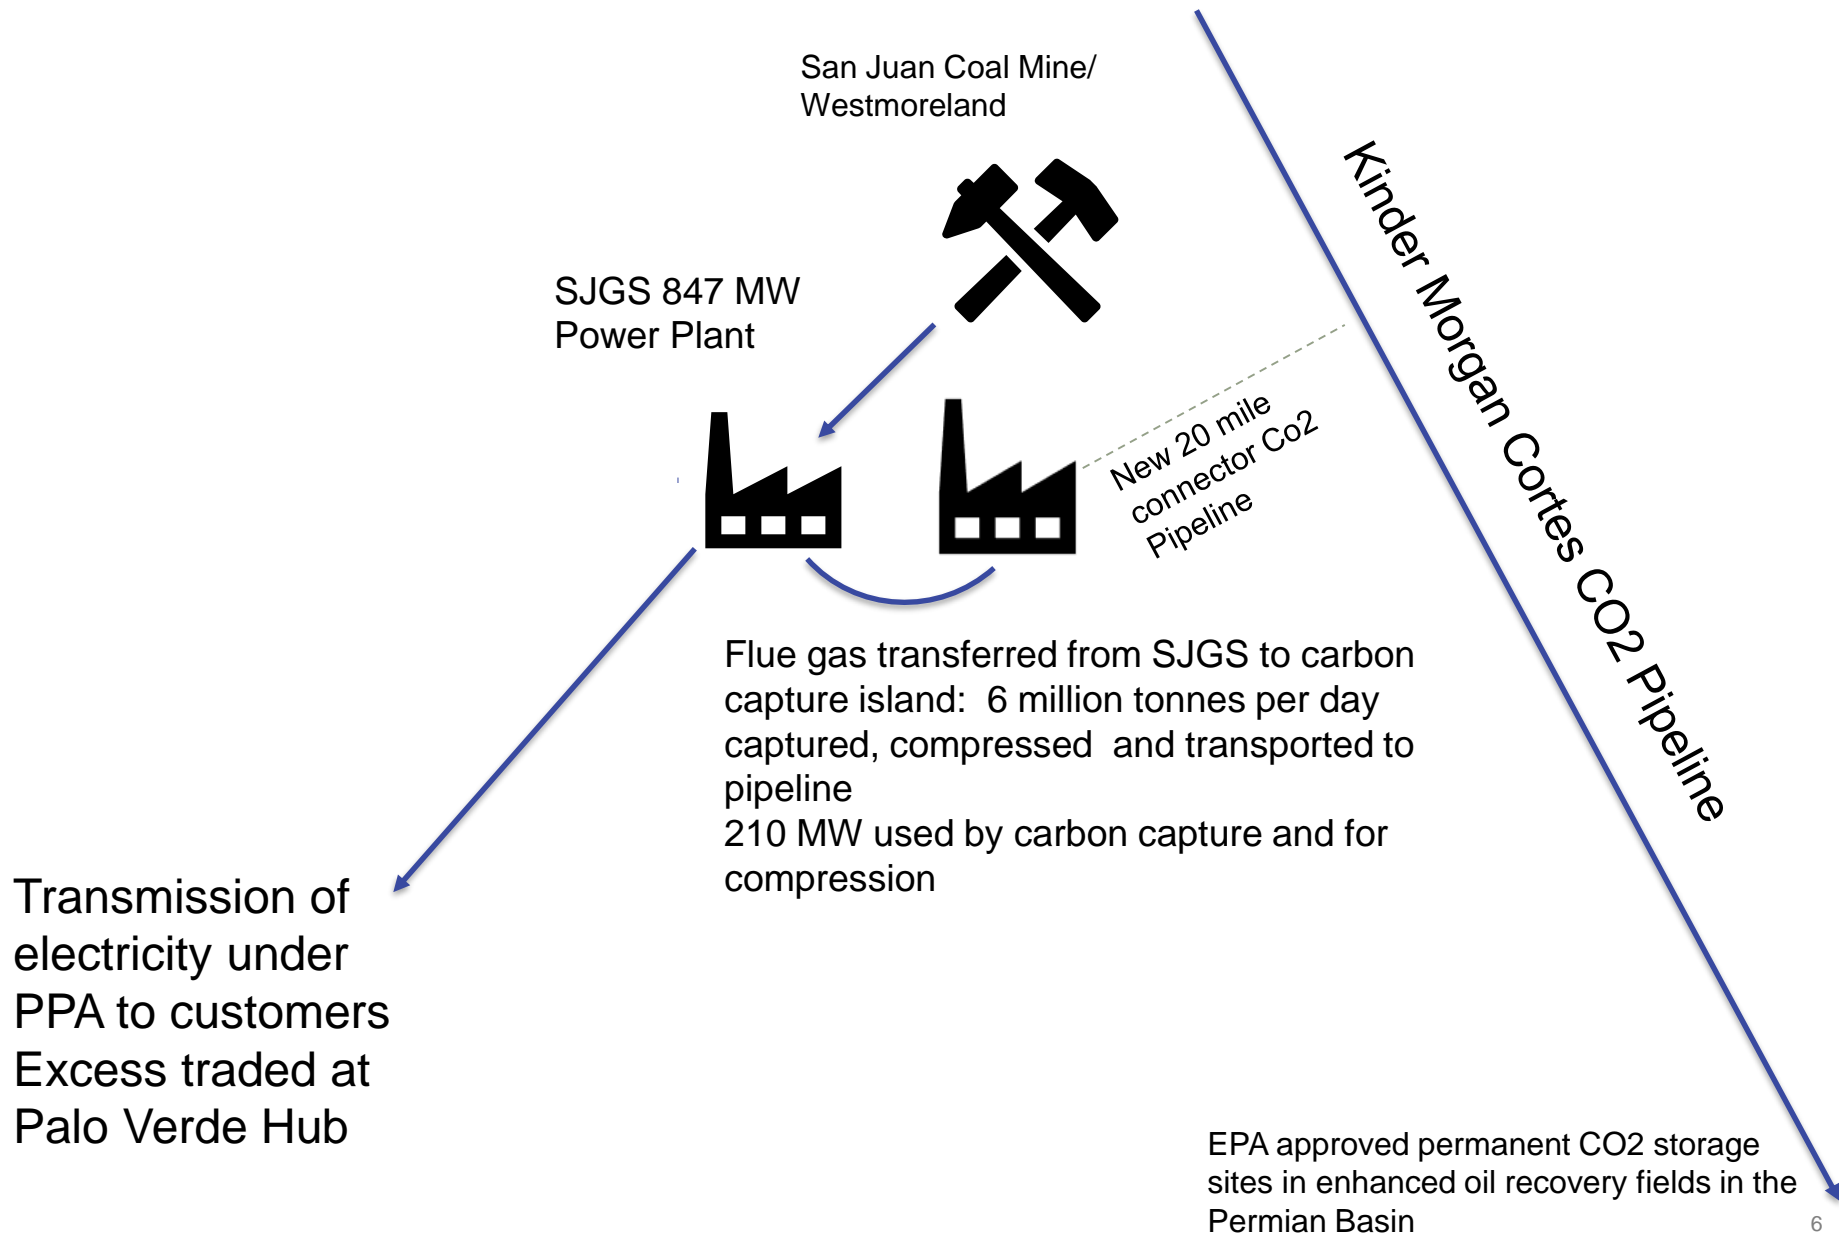 San Juan Coal Mine/
Westmoreland
SJGS 847 MW
Power Plant
New 20 mile
connector Co2
Pipeline
Kinder Morgan Cortes CO2 Pipeline
Flue gas transferred from SJGS to carbon
capture island:  6 million tonnes per day
captured, compressed  and transported to
pipeline
210 MW used by carbon capture and for
compression
Transmission of
electricity under
PPA to customers
Excess traded at
Palo Verde Hub
EPA approved permanent CO2 storage
sites in enhanced oil recovery fields in the
Permian Basin
6